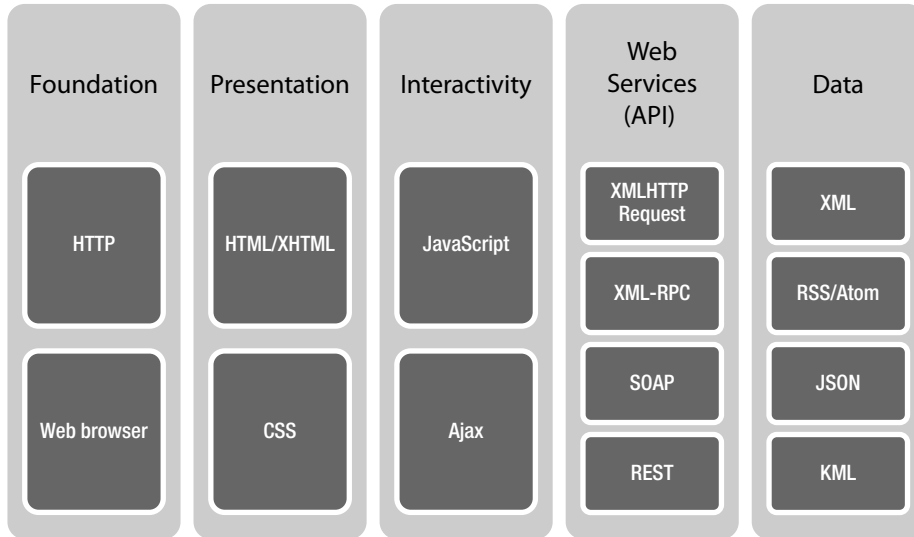 Foundation
HTTP
Web browser
Presentation
HTML/XHTML
CSS
Interactivity
JavaScript
Ajax
Web
Services
(API)
XMLHTTP
Request
XML-RPC
SOAP
REST
Data
XML
RSS/Atom
JSON
KML